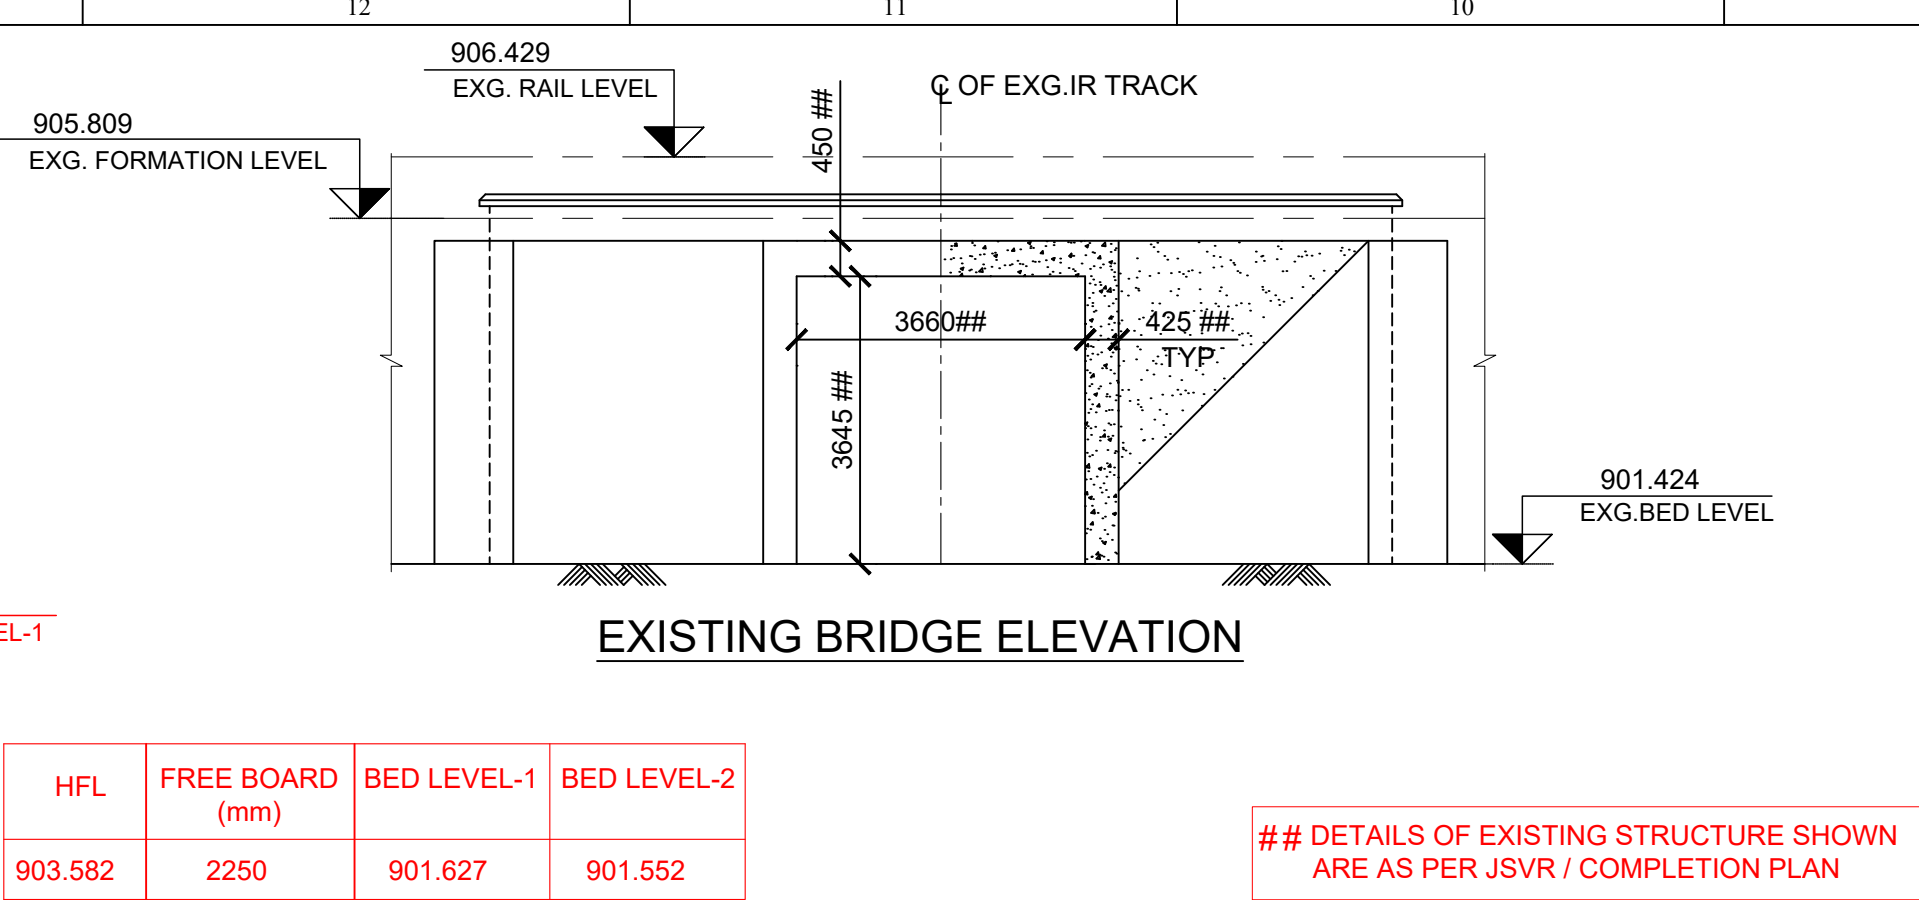 12
11
10
906.429
EXG. RAIL LEVEL
℄ OF EXG.IR TRACK
905.809
EXG. FORMATION LEVEL
450 ##
3660##
425 ##
TYP
3645 ##
901.424
EXG.BED LEVEL
EL-1
EXISTING BRIDGE ELEVATION
HFL
FREE BOARD
(mm)
BED LEVEL-1
BED LEVEL-2
903.582
2250
901.627
901.552
## DETAILS OF EXISTING STRUCTURE SHOWN
ARE AS PER JSVR / COMPLETION PLAN